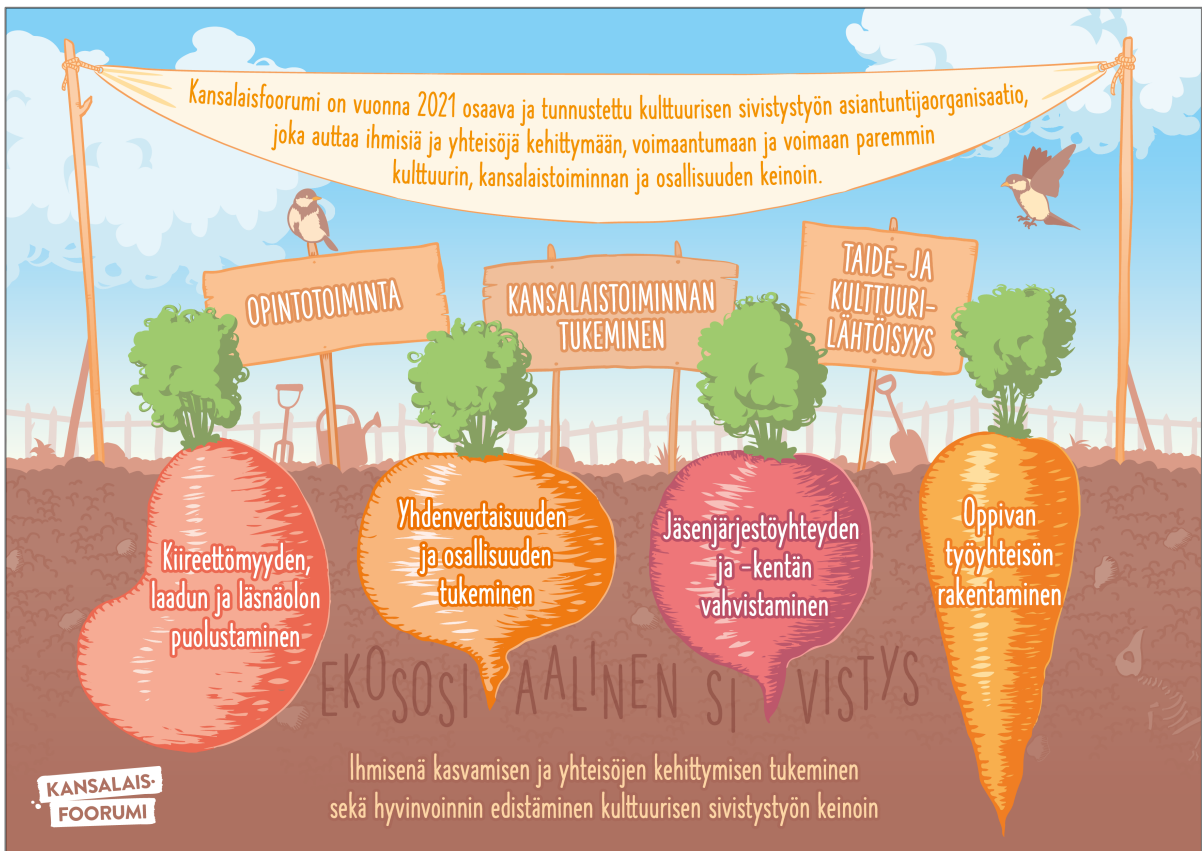 Kansalaisfoorumi on vuonna 2021 osaava ja tunnustettu kulttuurisen sivistystyön asiantuntijaorganisaatio,
joka auttaa ihmisiä ja yhteisöjä kehittymään, voimaantumaan ja voimaan paremmin
kulttuurin, kansalaistoiminnan ja osallisuuden keinoin.
OPINTOTOIMINTA
KANSALAISTOIMINNAN
TUKEMINEN
TAIDE- JA
KULTTUURI-
LÄHTÖISYYS
Kiireettömyyden,
laadun ja läsnäolon
puolustaminen
Yhdenvertaisuuden
ja osallisuuden
tukeminen
Jäsenjärjestöyhteyden
ja -kentän
vahvistaminen
Oppivan
työyhteisön
rakentaminen
EKOSOSIAALINEN SIVISTYS
Ihmisenä kasvamisen ja yhteisöjen kehittymisen tukeminen
sekä hyvinvoinnin edistäminen kulttuurisen sivistystyön keinoin
KANSALAIS-
FOORUMI